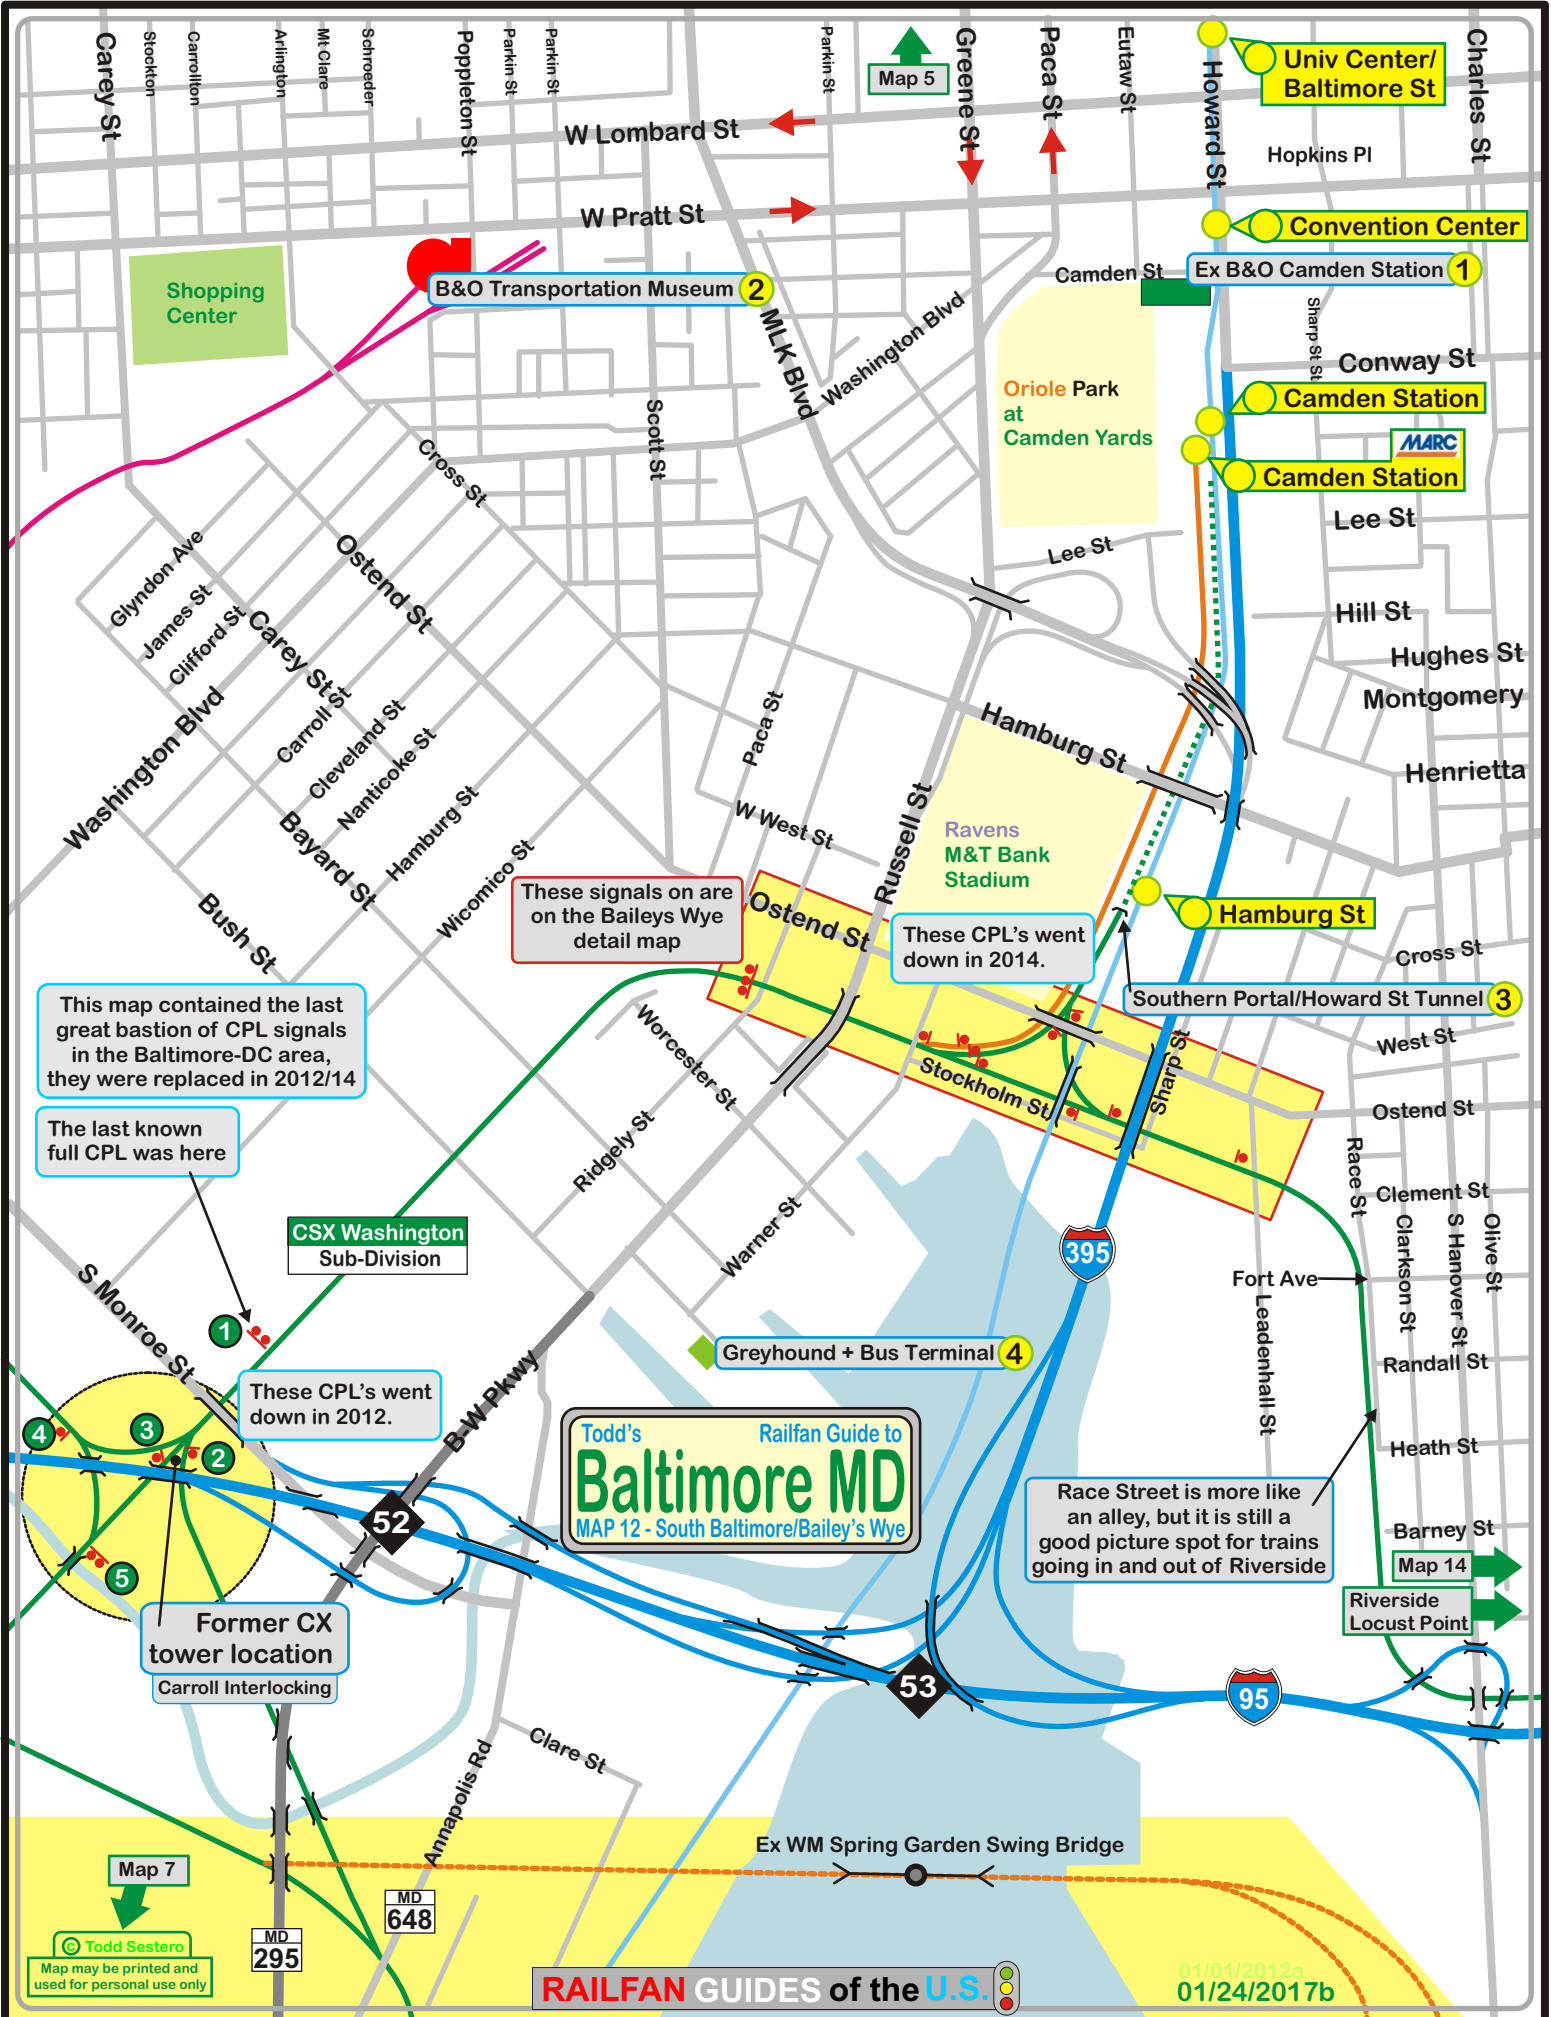 Carey St
Stockton
Carrollton
Arlington
Mt Clare
Schroeder
Poppleton St
Parkin St
Parkin St
Parkin St
Map 5
Greene St
Paca St
Eutaw St
Howard St
Univ Center/
Baltimore St
Charles St
W Lombard St
Hopkins Pl
W Pratt St
Convention Center
Camden St
Ex B&O Camden Station 1
Shopping
Center
B&O Transportation Museum 2
MLK Blvd
Washington Blvd
Sharp St St
Conway St
Oriole Park
at
Camden Yards
Camden Station
MARC
Camden Station
Scott St
Cross St
Lee St
Lee St
Ostend St
Glyndon Ave
James St
Clifford St
Carey St
Hill St
Hughes St
Montgomery
Carroll St
Cleveland St
Nanticoke St
Washington Blvd
Paca St
Hamburg St
Henrietta
Bayard St
Hamburg St
Wicomico St
W West St
Russell St
Ravens
M&T Bank
Stadium
Bush St
These signals on are
on the Baileys Wye
detail map
Ostend St
These CPL's went
down in 2014.
Hamburg St
Cross St
Southern Portal/Howard St Tunnel 3
West St
This map contained the last
great bastion of CPL signals
in the Baltimore-DC area,
they were replaced in 2012/14
Worcester St
Stockholm St
Sharp St
Ostend St
The last known
full CPL was here
Ridgely St
Race St
Clement St
Clarkson St
S Hanover St
Olive St
Warner St
CSX Washington
Sub-Division
395
Fort Ave
Leadenhall St
S Monroe St
1
Greyhound + Bus Terminal 4
Randall St
These CPL's went
down in 2012.
B-W Pkwy
4
3
2
Todd's Railfan Guide to
Baltimore MD
MAP 12 - South Baltimore/Bailey's Wye
Heath St
52
Race Street is more like
an alley, but it is still a
good picture spot for trains
going in and out of Riverside
Barney St
Map 14
5
Riverside
Locust Point
Former CX
tower location
Carroll Interlocking
53
95
Clare St
Annapolis Rd
Ex WM Spring Garden Swing Bridge
Map 7
MD
648
MD
295
© Todd Sestero
Map may be printed and
used for personal use only
RAILFAN GUIDES of the U.S.
01/01/2012a
01/24/2017b